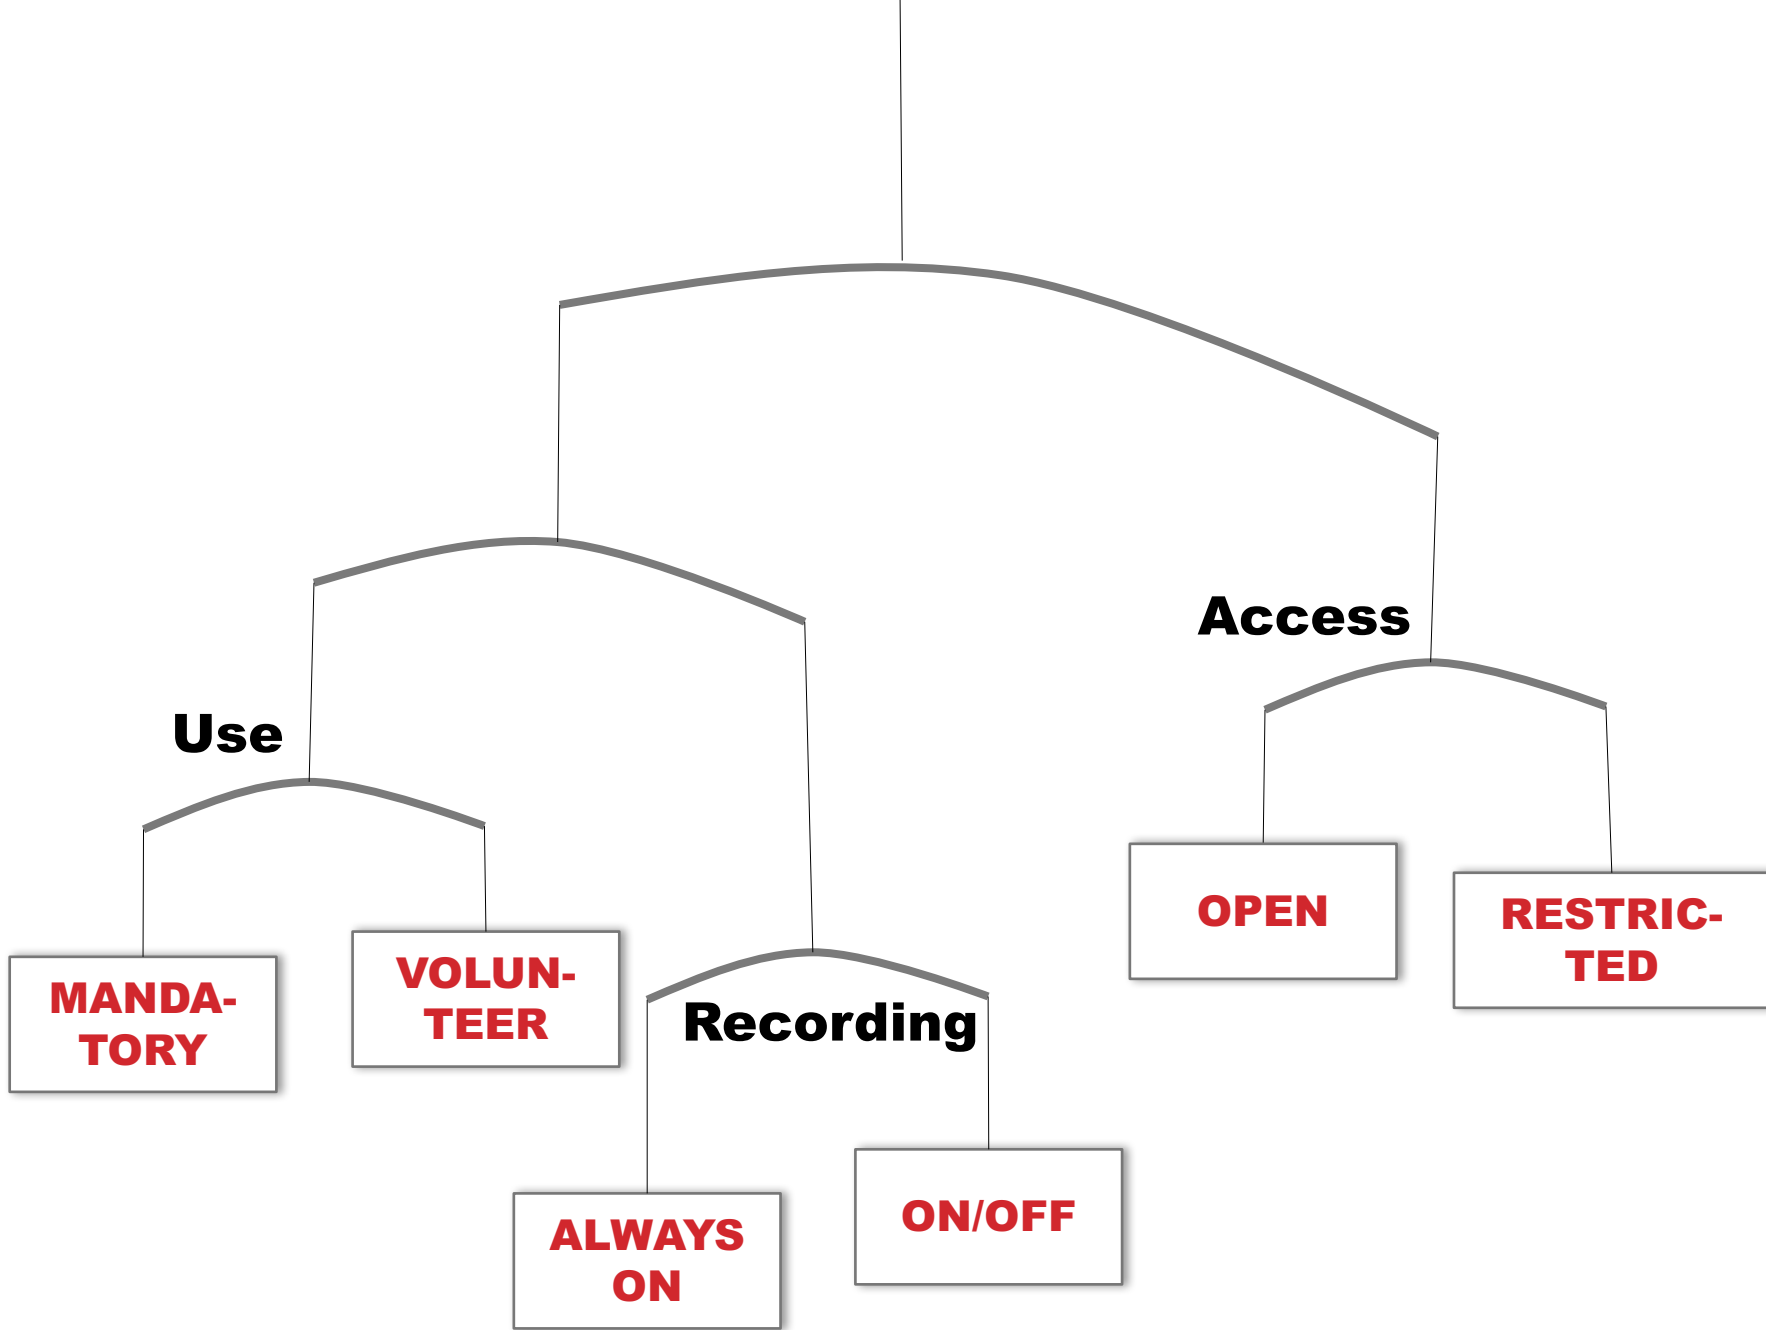 Access
Use
OPEN
RESTRIC-
TED
MANDA-
TORY
VOLUN-
TEER
Recording
ALWAYS
ON
ON/OFF